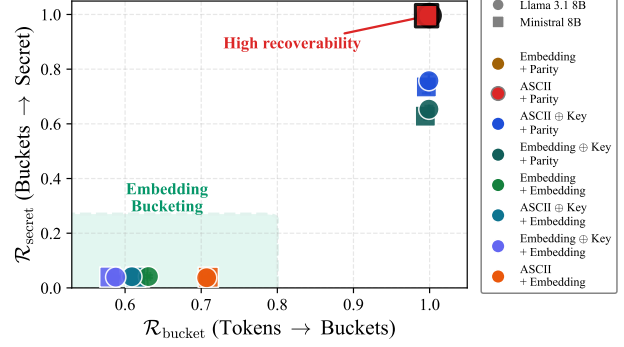 1.0
0.8
0.6
0.4
0.2
0.0
0.6
0.7
0.8
0.9
1.0
ℛsecret (Buckets → Secret)
ℛbucket (Tokens → Buckets)
High recoverability
Embedding
Bucketing
Llama 3.1 8B
Ministral 8B
Embedding
+ Parity
ASCII
+ Parity
ASCII ⊕ Key
+ Parity
Embedding ⊕ Key
+ Parity
Embedding
+ Embedding
ASCII ⊕ Key
+ Embedding
Embedding ⊕ Key
+ Embedding
ASCII
+ Embedding